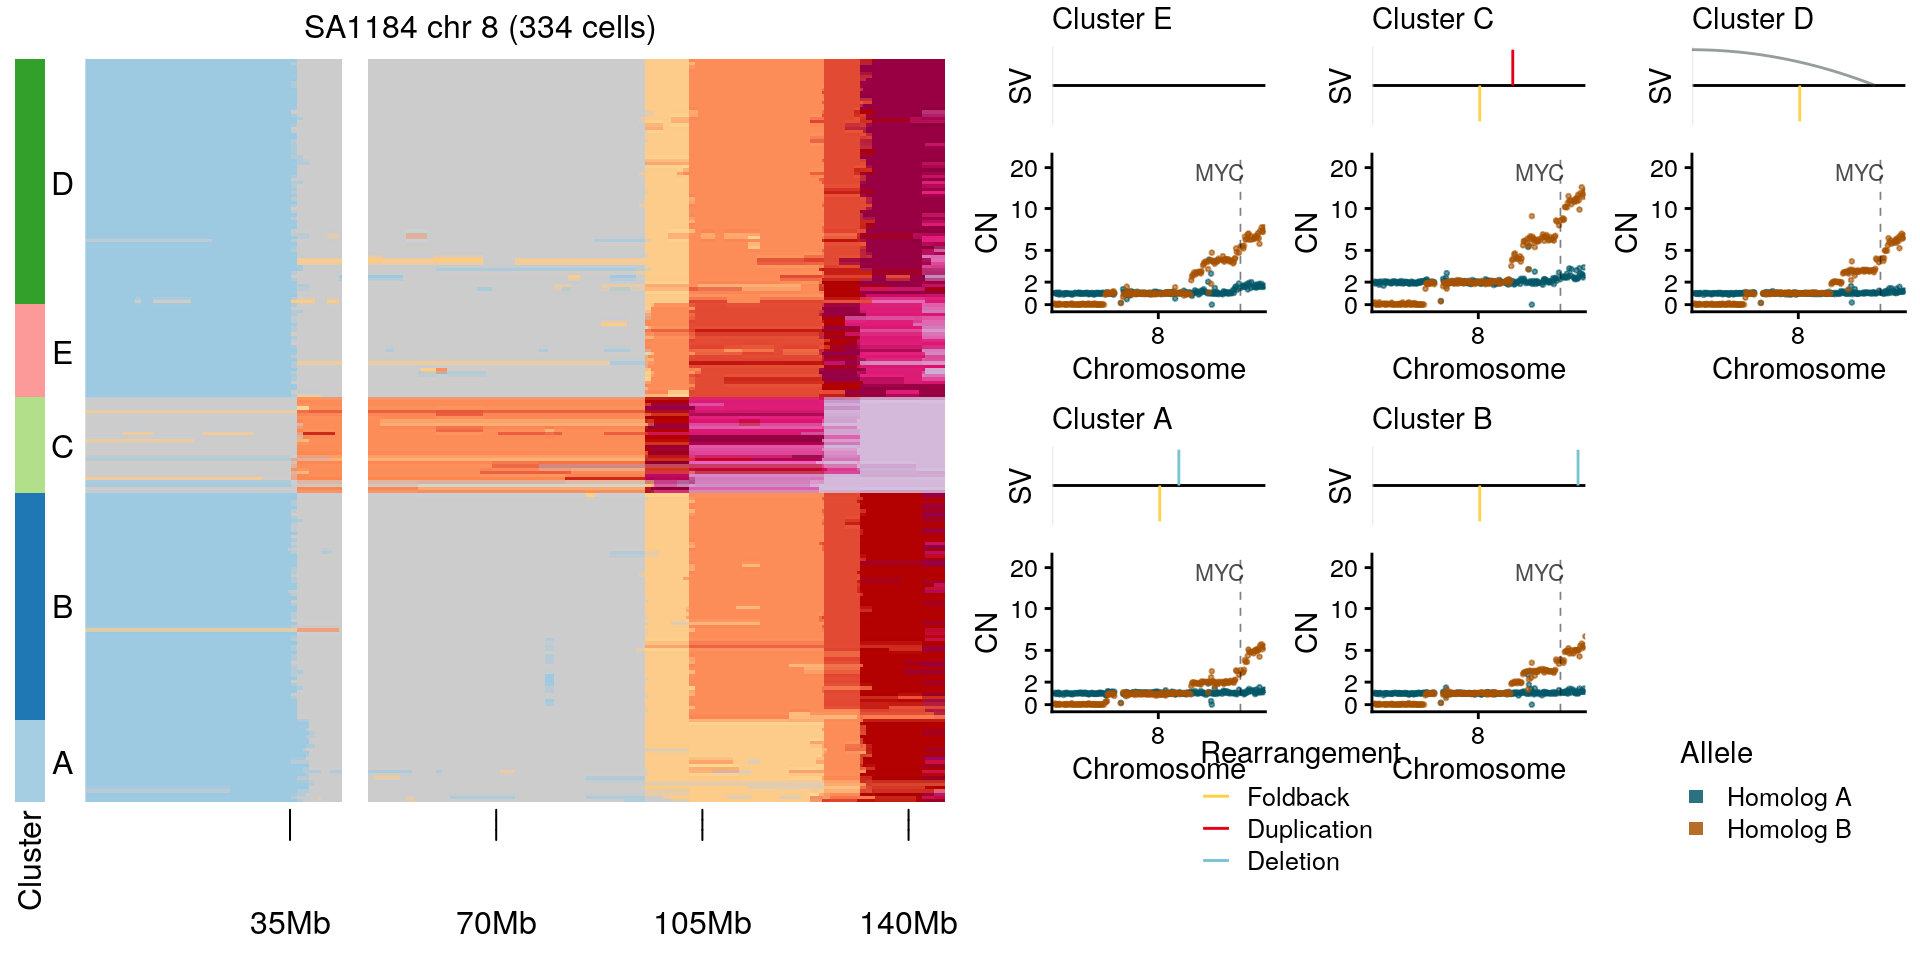 SA1184 chr 8 (334 cells)
D
E
C
B
A
Cluster
35Mb
70Mb
105Mb
140Mb
Cluster E
SV
20
10
5
2
0
CN
MYC
8
Chromosome
Cluster C
SV
20
10
5
2
0
CN
MYC
8
Chromosome
Cluster D
SV
20
10
5
2
0
CN
MYC
8
Chromosome
Cluster A
SV
20
10
5
2
0
CN
MYC
8
Chromosome
Cluster B
SV
20
10
5
2
0
CN
MYC
8
Chromosome
Rearrangement
Foldback
Duplication
Deletion
Allele
Homolog A
Homolog B